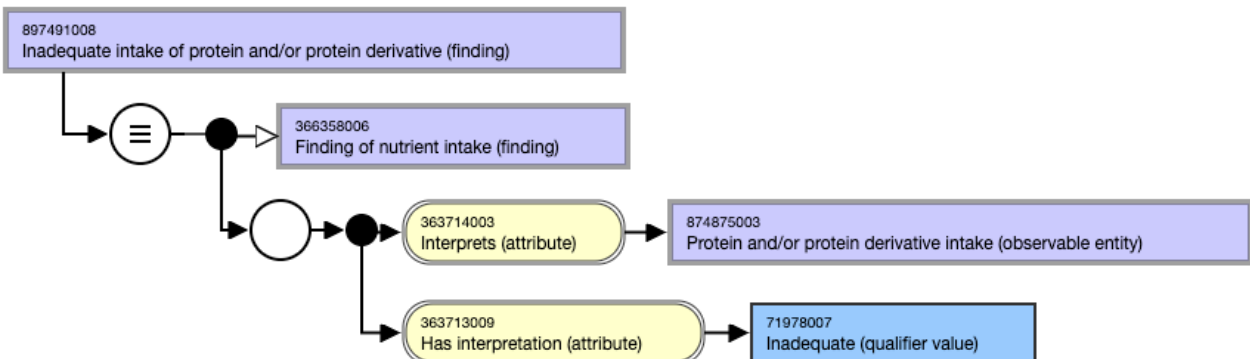 897491008
Inadequate intake of protein and/or protein derivative (finding)
366358006
Finding of nutrient intake (finding)
363714003
Interprets (attribute)
874875003
Protein and/or protein derivative intake (observable entity)
363713009
Has interpretation (attribute)
71978007
Inadequate (qualifier value)